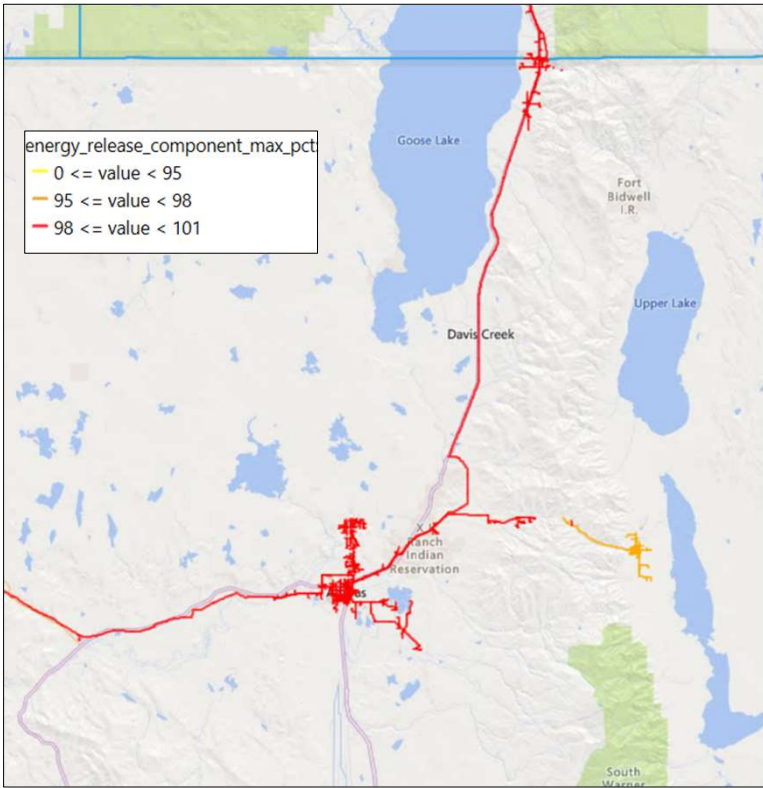 energy_release_component_max_pct:
0 <= value < 95
95 <= value < 98
98 <= value < 101
Goose Lake
Fort
Bidwell
I.R.
Upper Lake
Davis Creek
Ranch
Indian
Reservation
South
Warner